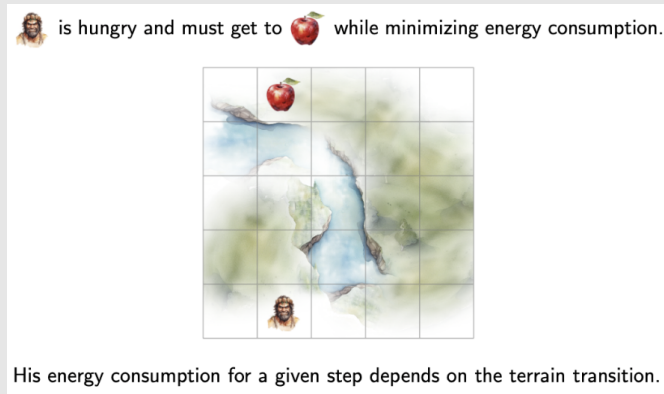 is hungry and must get to while minimizing energy consumption.
His energy consumption for a given step depends on the terrain transition.